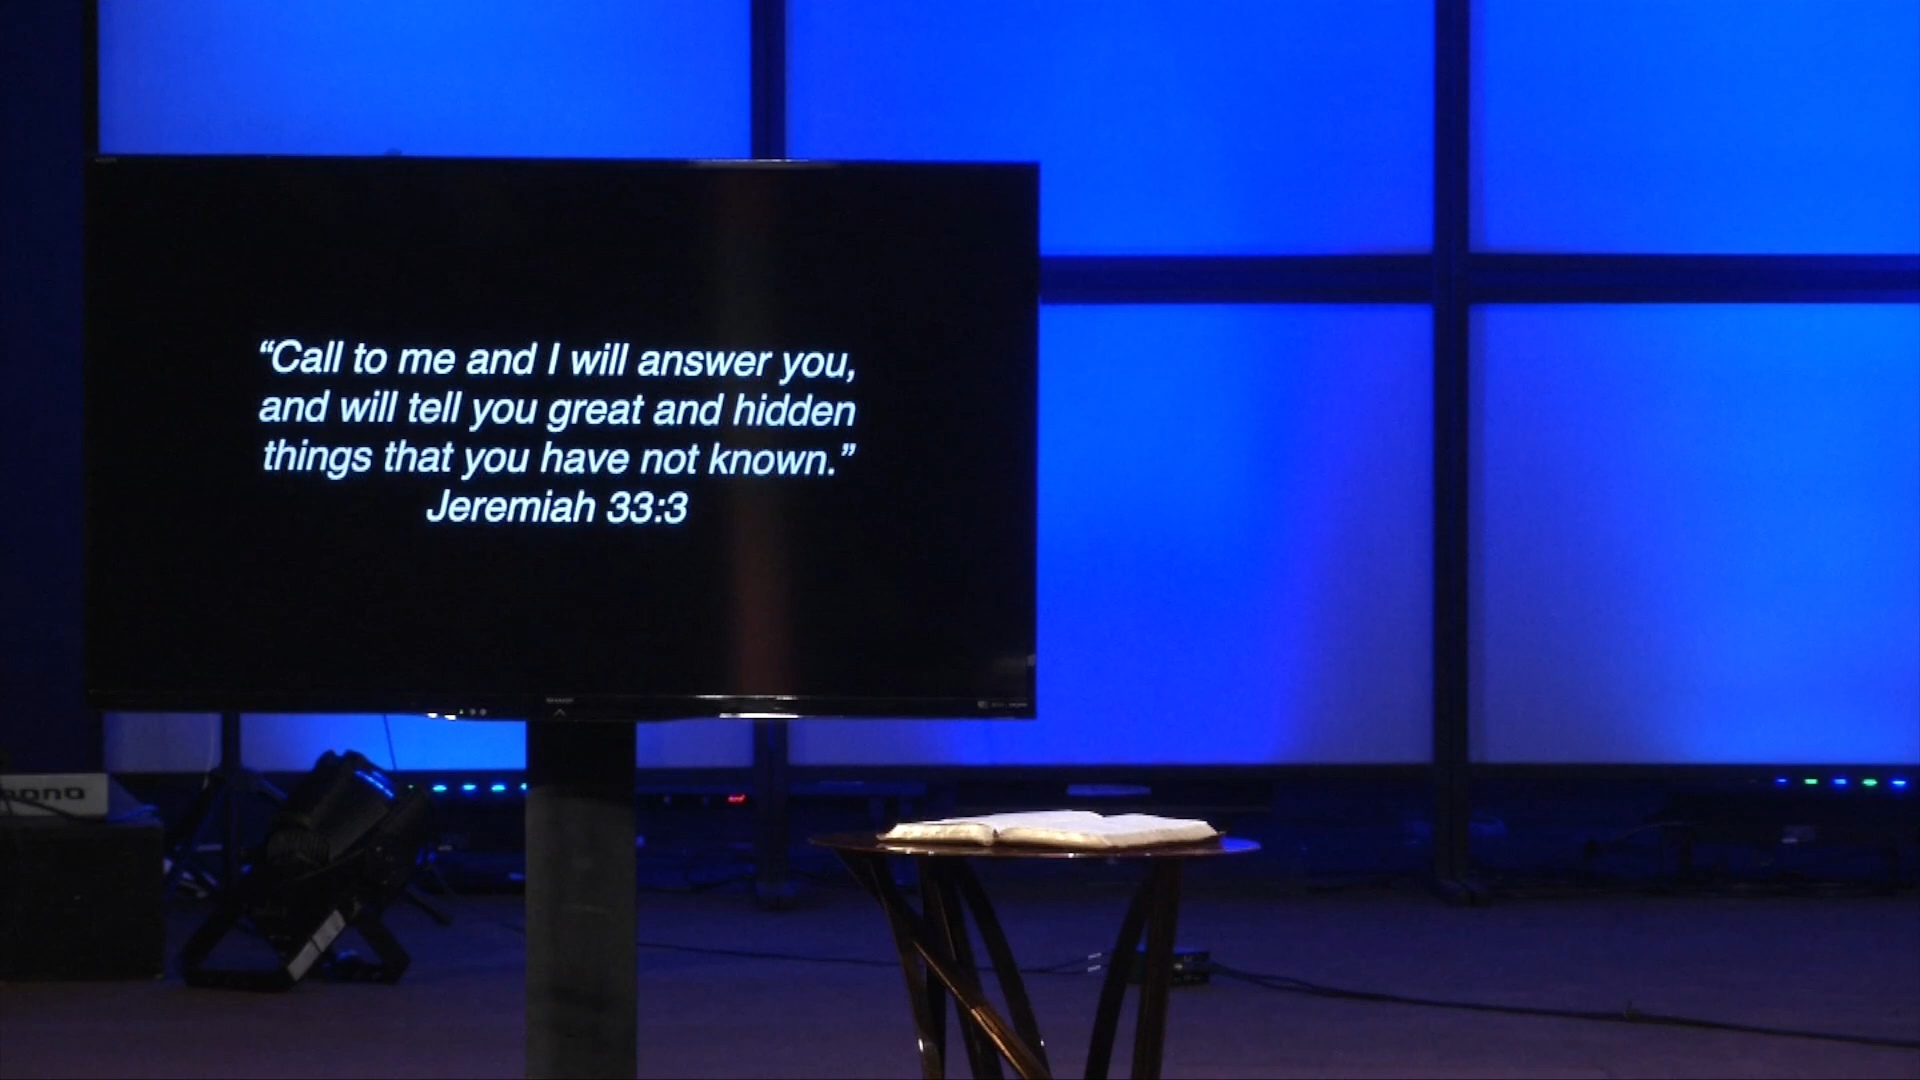 “Call to me and I will answer you,
and will tell you great and hidden
things that you have not known.”
Jeremiah 33:3
SHARP